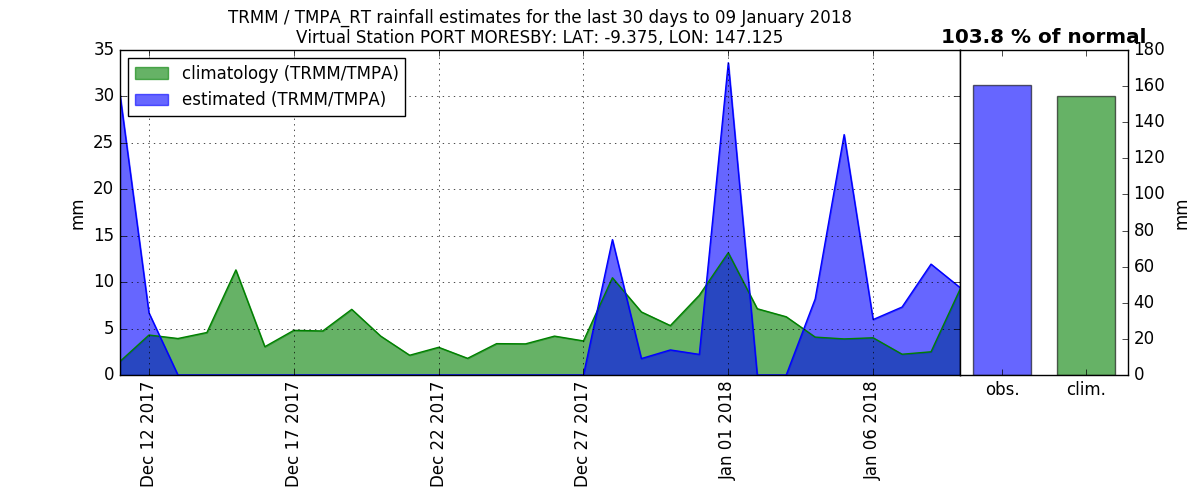 TRMM / TMPA_RT rainfall estimates for the last 30 days to 09 January 2018
Virtual Station PORT MORESBY: LAT: -9.375, LON: 147.125
103.8 % of normal
climatology (TRMM/TMPA)
estimated (TRMM/TMPA)
35
30
25
20
15
10
5
0
mm
Dec 12 2017
Dec 17 2017
Dec 22 2017
Dec 27 2017
Jan 01 2018
Jan 06 2018
obs.
clim.
180
160
140
120
100
80
60
40
20
0
mm